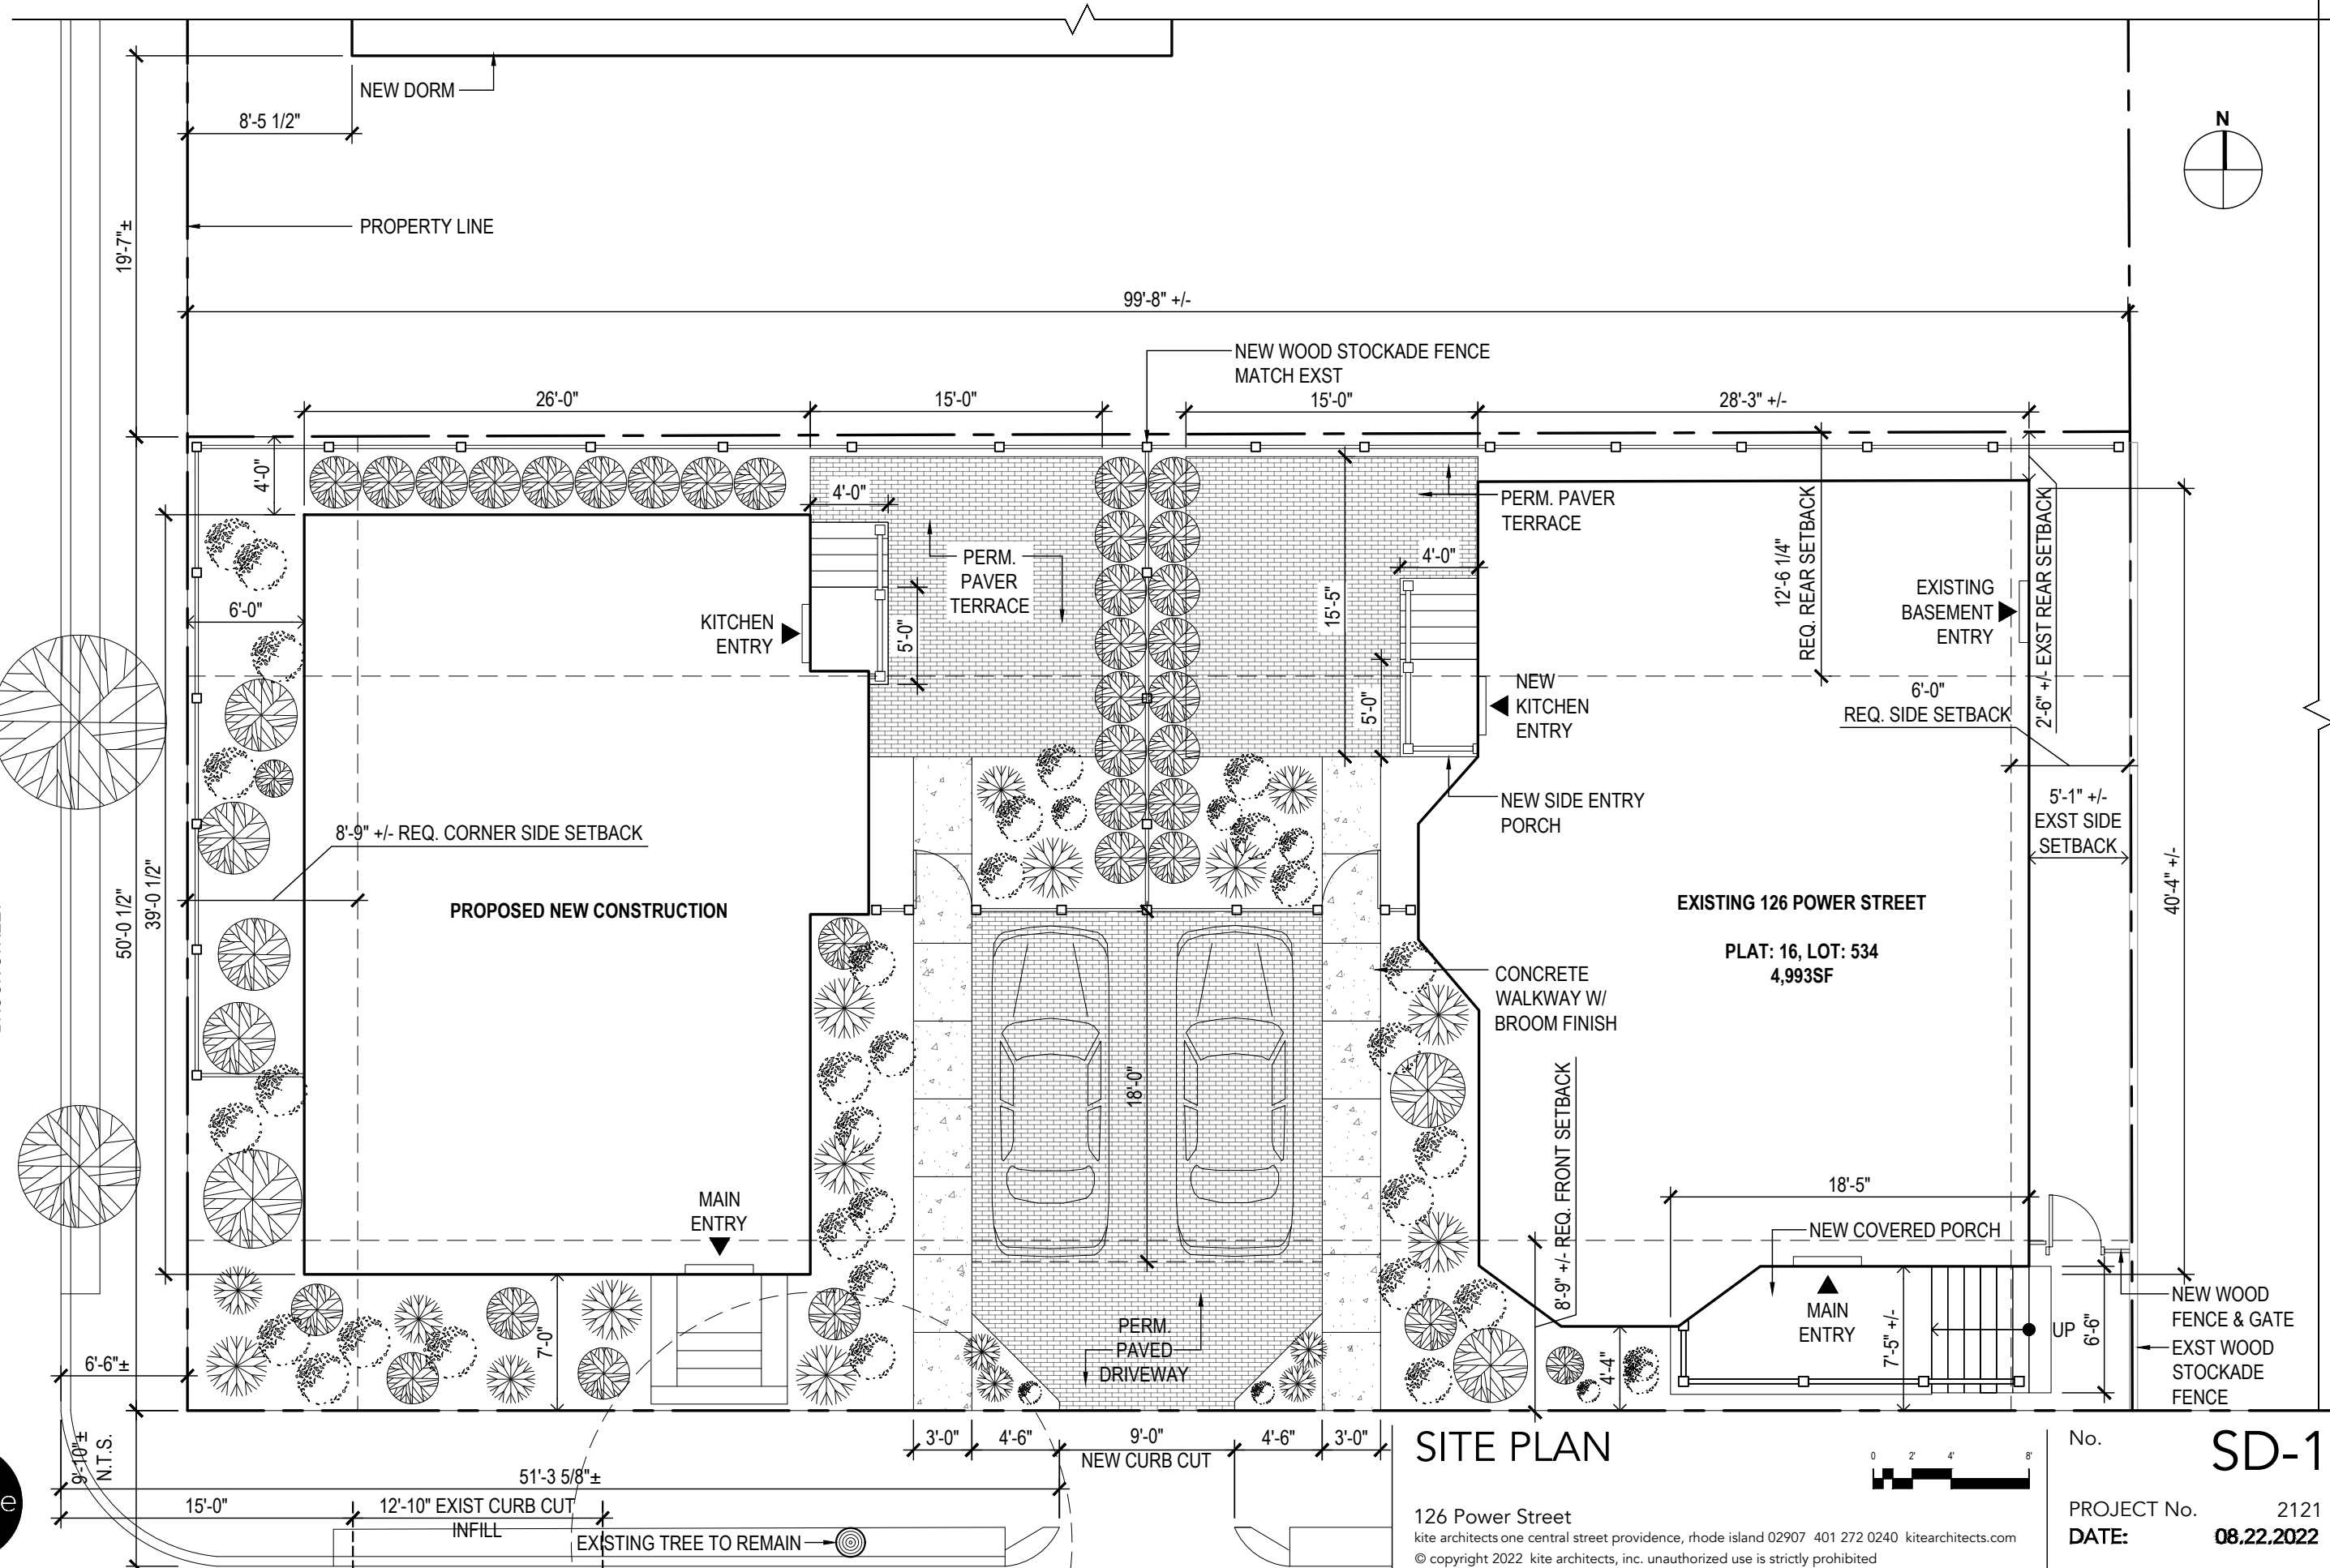 NEW DORM
8'-5 1/2"
N
19'-7"±
PROPERTY LINE
99'-8" +/-
NEW WOOD STOCKADE FENCE
MATCH EXST
26'-0"
15'-0"
15'-0"
28'-3" +/-
4'-0"
4'-0"
PERM.
PAVER
TERRACE
PERM. PAVER
TERRACE
4'-0"
15'-5"
12'-6 1/4"
REQ. REAR SETBACK
EXISTING
BASEMENT
ENTRY
2'-6" +/- EXST REAR SETBACK
6'-0"
KITCHEN
ENTRY
5'-0"
5'-0"
NEW
KITCHEN
ENTRY
6'-0"
REQ. SIDE SETBACK
NEW SIDE ENTRY
PORCH
5'-1" +/-
EXST SIDE
SETBACK
8'-9" +/- REQ. CORNER SIDE SETBACK
50'-0 1/2"
39'-0 1/2"
40'-4" +/-
PROPOSED NEW CONSTRUCTION
EXISTING 126 POWER STREET
PLAT: 16, LOT: 534
4,993SF
CONCRETE
WALKWAY W/
BROOM FINISH
18'-0"
8'-9" +/- REQ. FRONT SETBACK
18'-5"
MAIN
ENTRY
NEW COVERED PORCH
MAIN
ENTRY
7'-0"
PERM.
PAVED
DRIVEWAY
4'-4"
7'-5" +/-
UP
6'-6"
NEW WOOD
FENCE & GATE
EXST WOOD
STOCKADE
FENCE
6'-6"±
9'-10"±
N.T.S.
3'-0"
4'-6"
9'-0"
4'-6"
3'-0"
NEW CURB CUT
51'-3 5/8"±
15'-0"
12'-10" EXIST CURB CUT
INFILL
EXISTING TREE TO REMAIN
e
SITE PLAN
0 2' 4' 8'
126 Power Street
kite architects one central street providence, rhode island 02907 401 272 0240 kitearchitects.com
© copyright 2022 kite architects, inc. unauthorized use is strictly prohibited
No. SD-1
PROJECT No. 2121
DATE: 08.22.2022